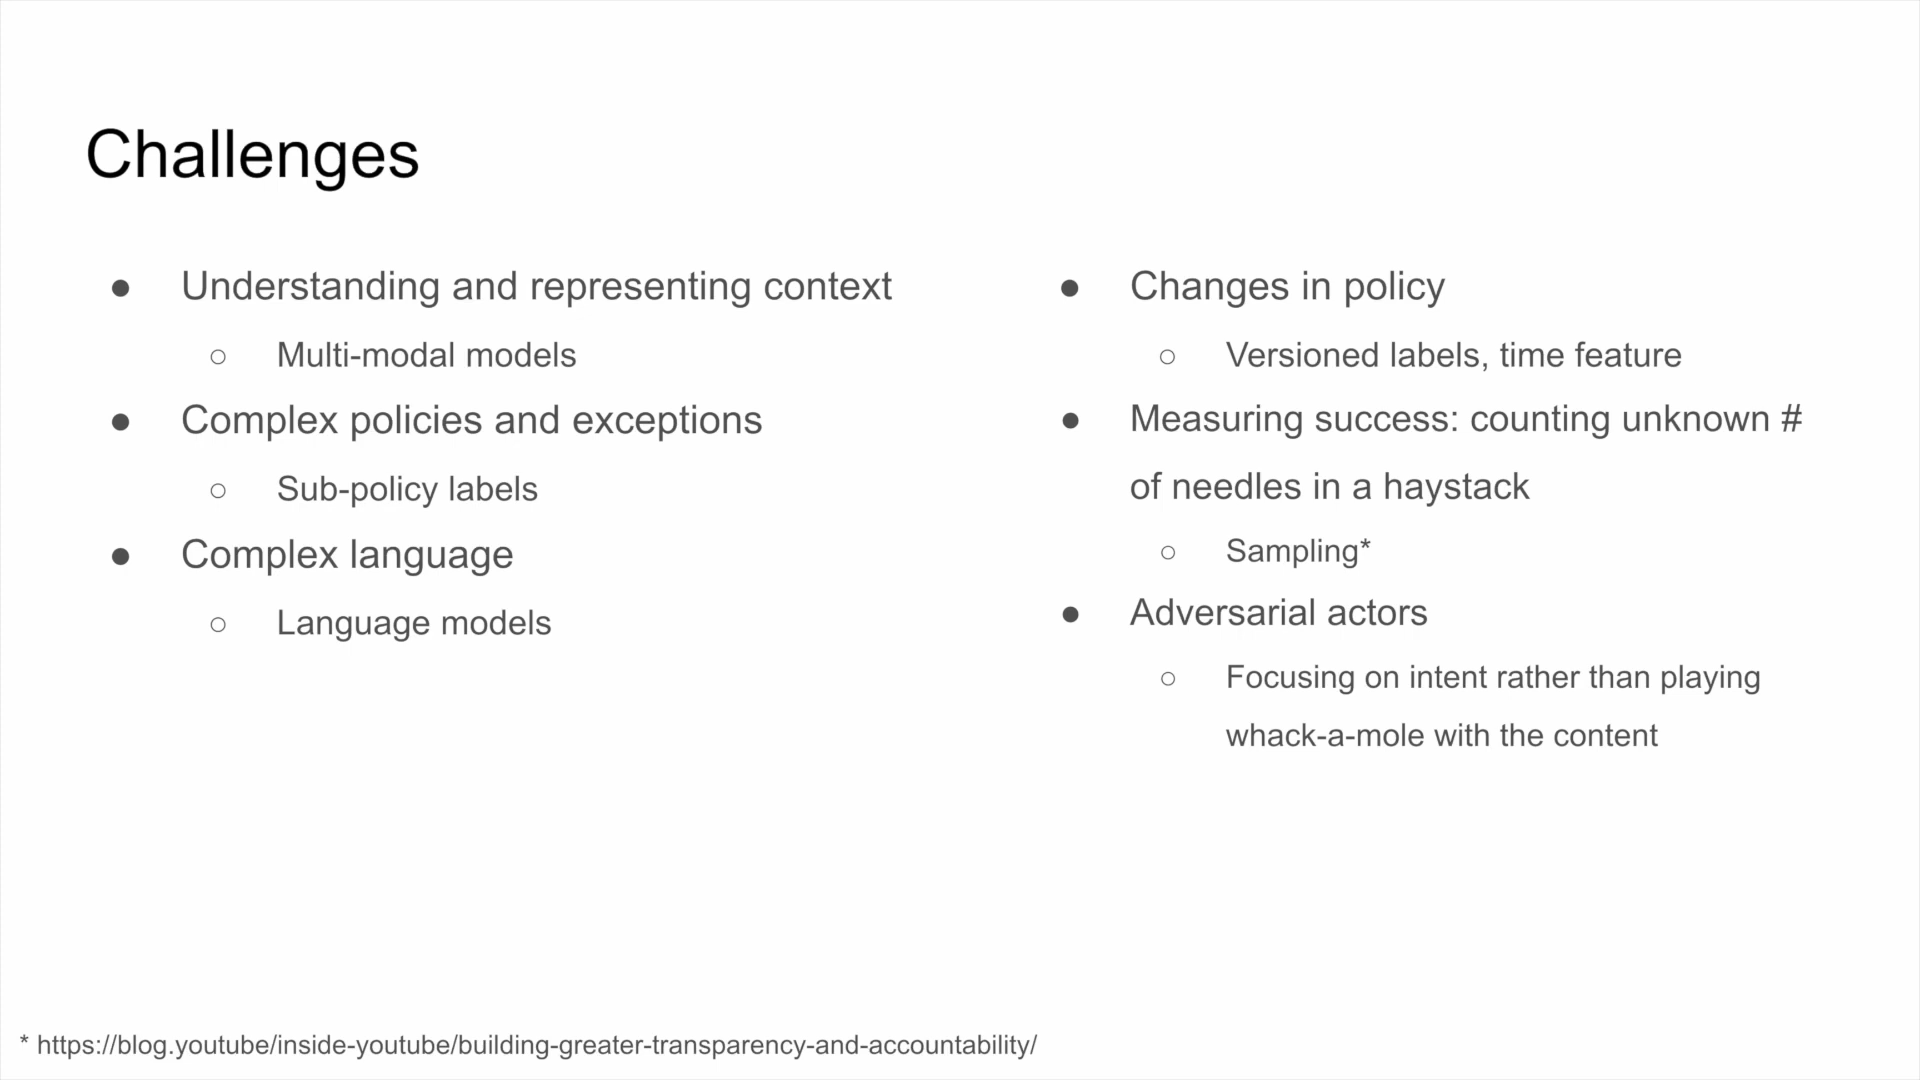 Challenges
● Understanding and representing context
○ Multi-modal models
● Complex policies and exceptions
○ Sub-policy labels
● Complex language
○ Language models
● Changes in policy
○ Versioned labels, time feature
● Measuring success: counting unknown #
of needles in a haystack
○ Sampling*
● Adversarial actors
○ Focusing on intent rather than playing
whack-a-mole with the content
* https://blog.youtube/inside-youtube/building-greater-transparency-and-accountability/